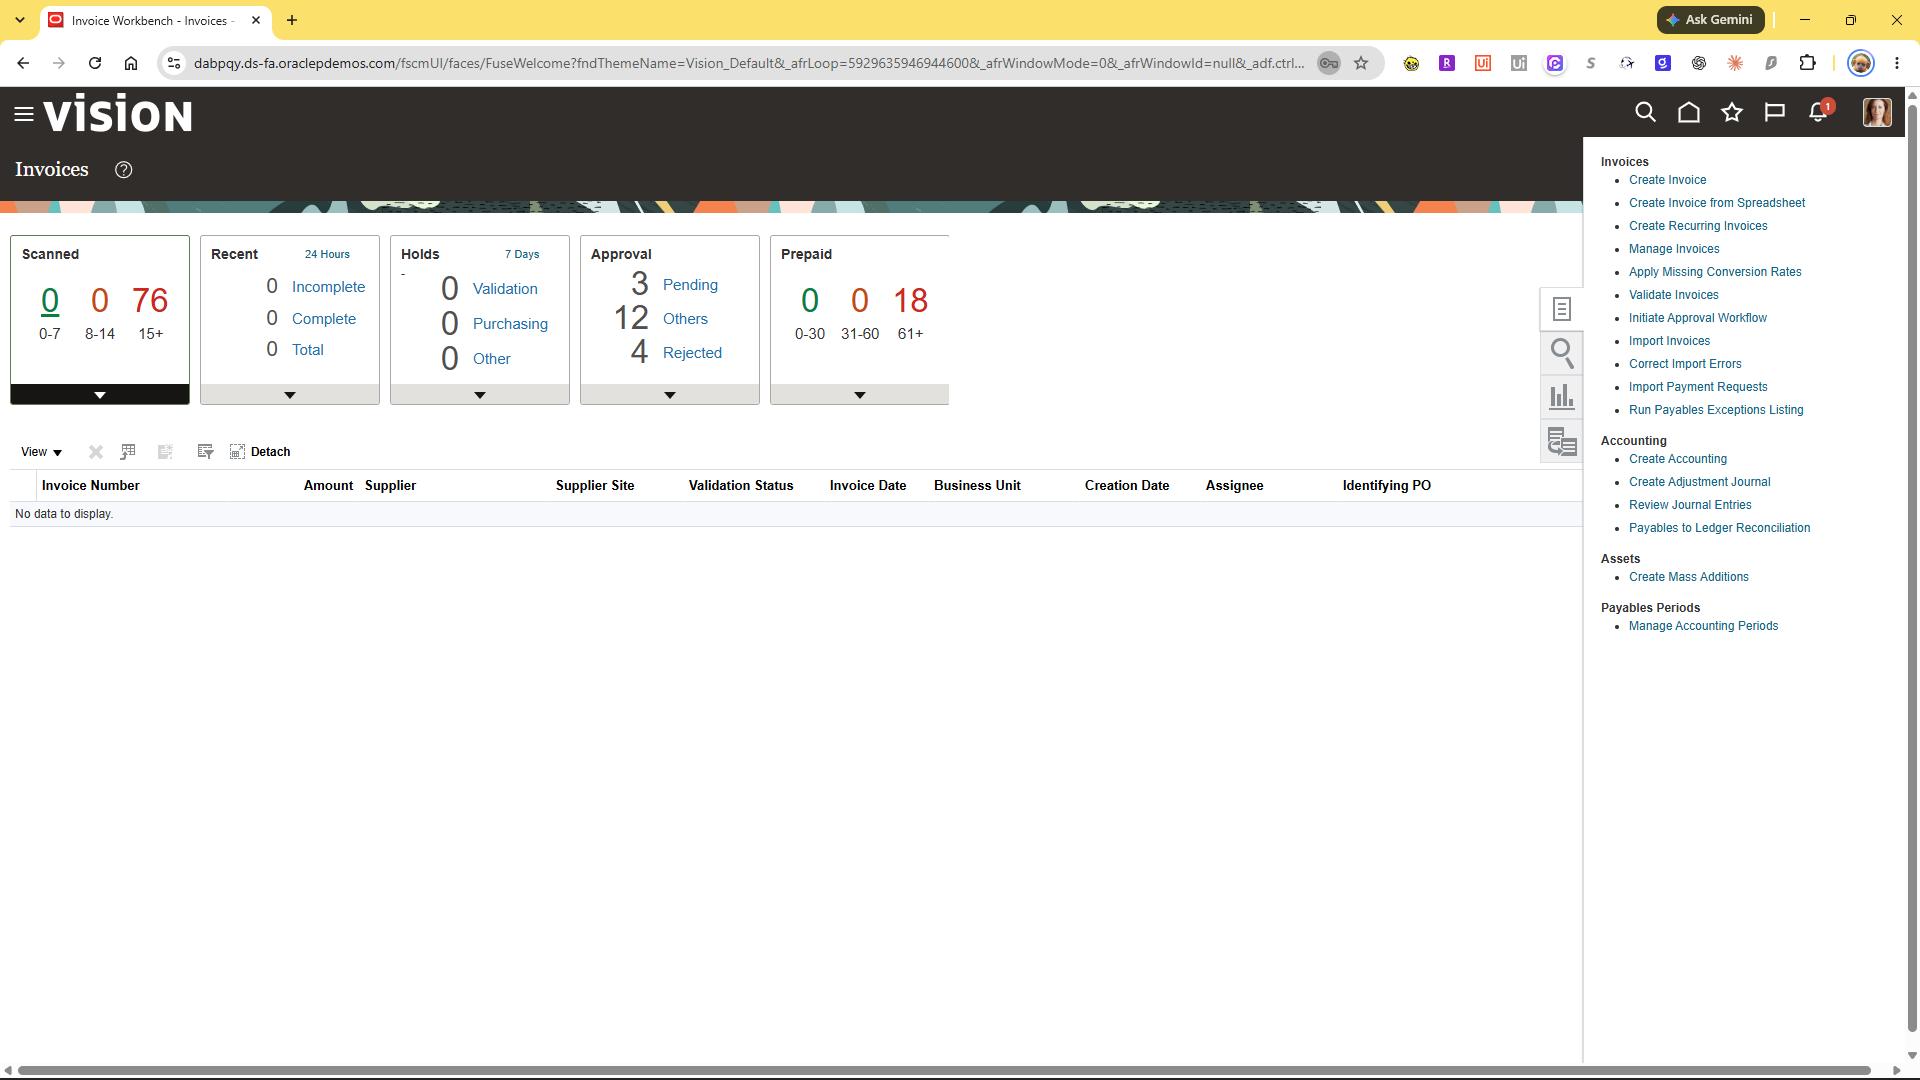 Invoice Workbench - Invoices -
Ask Gemini
dabpqy.ds-fa.oraclepdemos.com/fscmUI/faces/FuseWelcome?fndThemeName=Vision_Default&_afrLoop=5929635946944600&_afrWindowMode=0&_afrWindowId=null&_adf.ctrl...
VISION
1
Invoices
Scanned
0 0 76
0-7 8-14 15+
Recent 24 Hours
0 Incomplete
0 Complete
0 Total
Holds 7 Days
-
0 Validation
0 Purchasing
0 Other
Approval
3 Pending
12 Others
4 Rejected
Prepaid
0 0 18
0-30 31-60 61+
View Detach
Invoice Number Amount Supplier Supplier Site Validation Status Invoice Date Business Unit Creation Date Assignee Identifying PO
No data to display.
Invoices
Create Invoice
Create Invoice from Spreadsheet
Create Recurring Invoices
Manage Invoices
Apply Missing Conversion Rates
Validate Invoices
Initiate Approval Workflow
Import Invoices
Correct Import Errors
Import Payment Requests
Run Payables Exceptions Listing
Accounting
Create Accounting
Create Adjustment Journal
Review Journal Entries
Payables to Ledger Reconciliation
Assets
Create Mass Additions
Payables Periods
Manage Accounting Periods